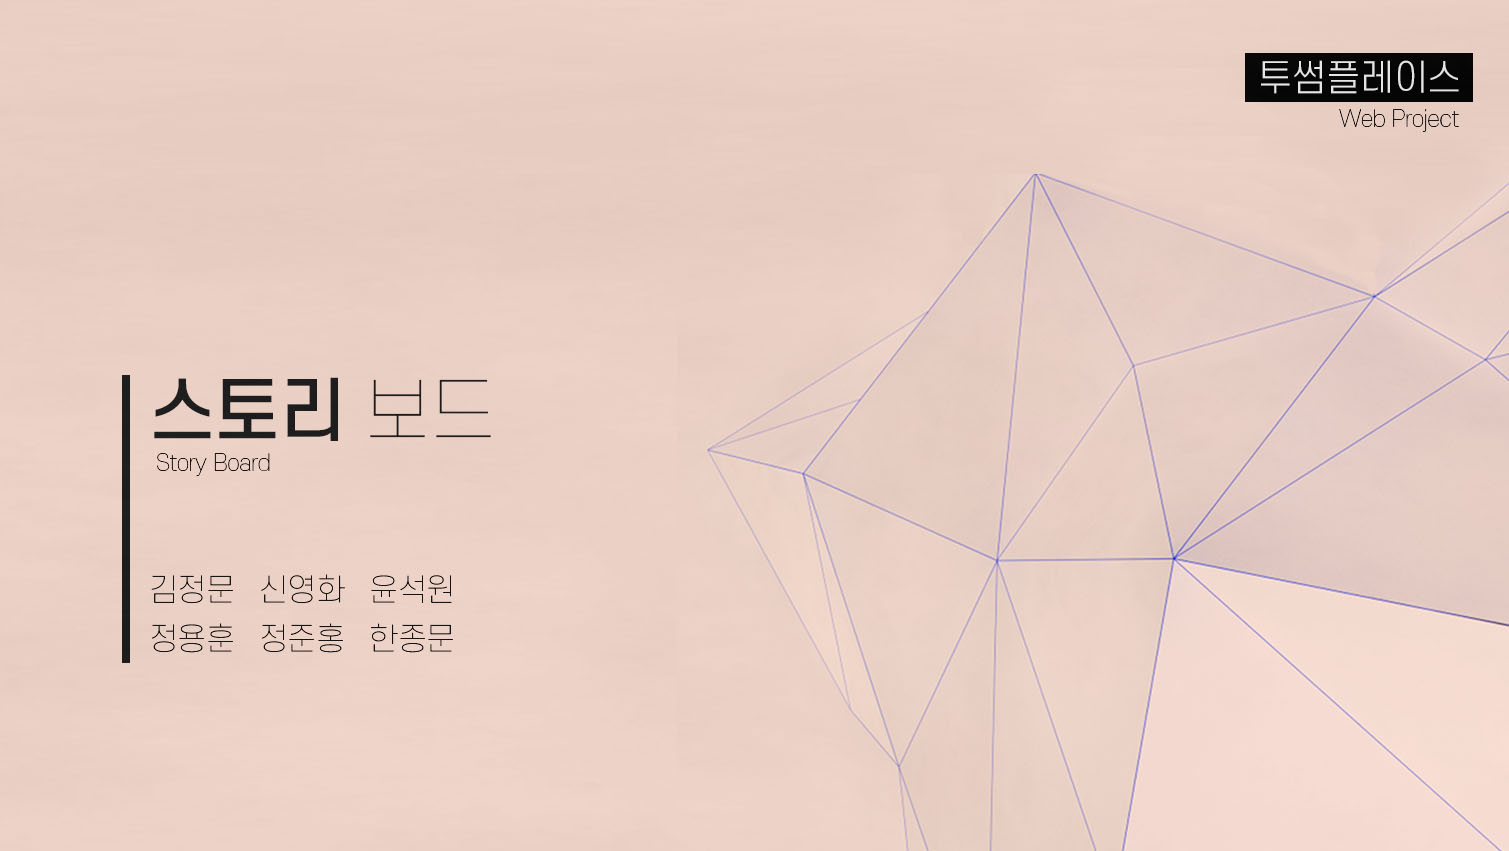 투썸플레이스
Web Project
스토리 보드
Story Board
김정문 신영화 윤석원
정용훈 정준홍 한종문